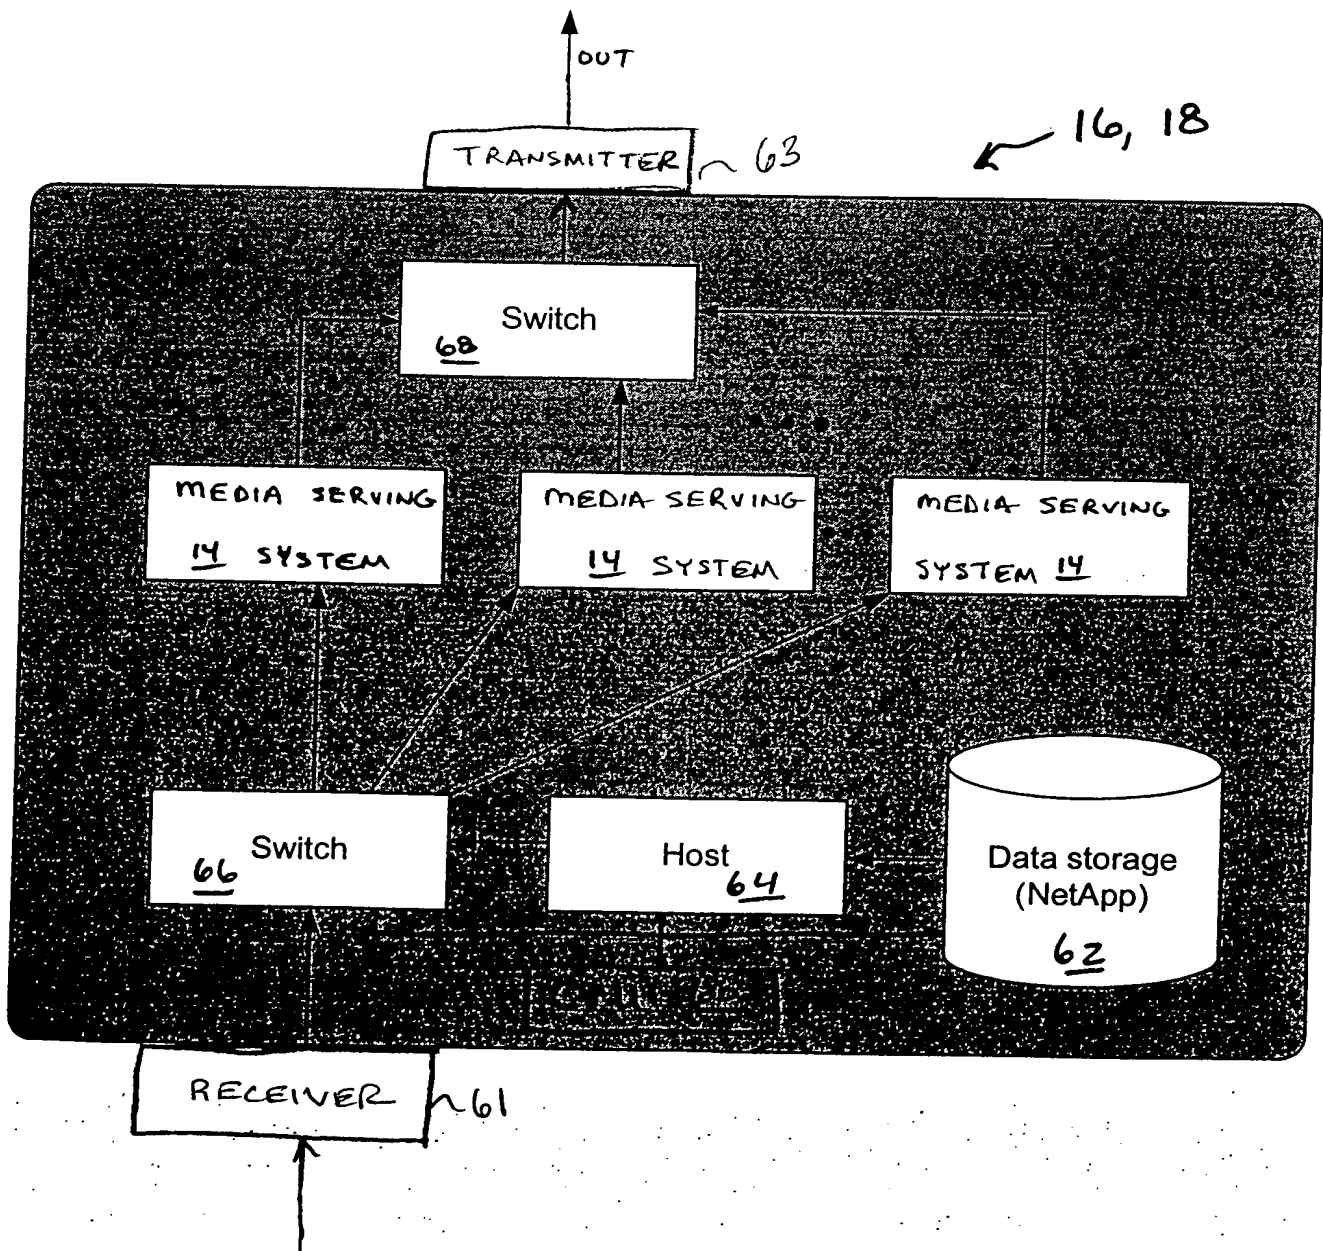 OUT
16, 18
TRANSMITTER 63
Switch
68
MEDIA SERVING
14 SYSTEM
MEDIA SERVING
14 SYSTEM
MEDIA SERVING
SYSTEM 14
Switch
66
Host
64
Data storage
(NetApp)
62
RECEIVER 61